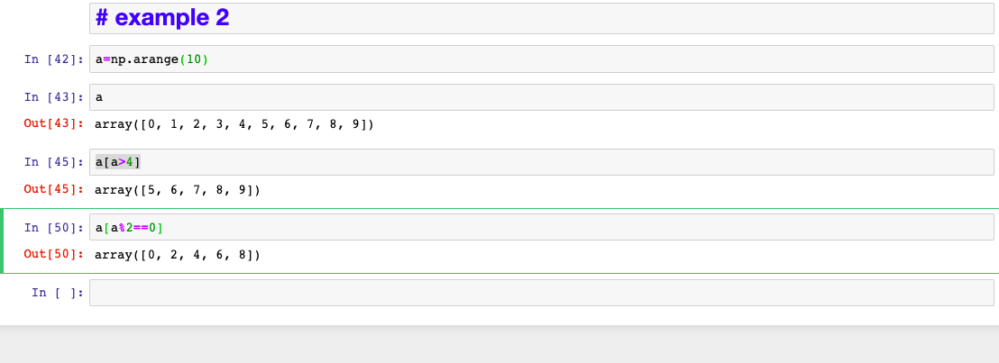 # example 2
In [42]: a=np.arange(10)
In [43]: a
Out[43]: array([0, 1, 2, 3, 4, 5, 6, 7, 8, 9])
In [45]: a[a>4]
Out[45]: array([5, 6, 7, 8, 9])
In [50]: a[a%2==0]
Out[50]: array([0, 2, 4, 6, 8])
In [ ]: